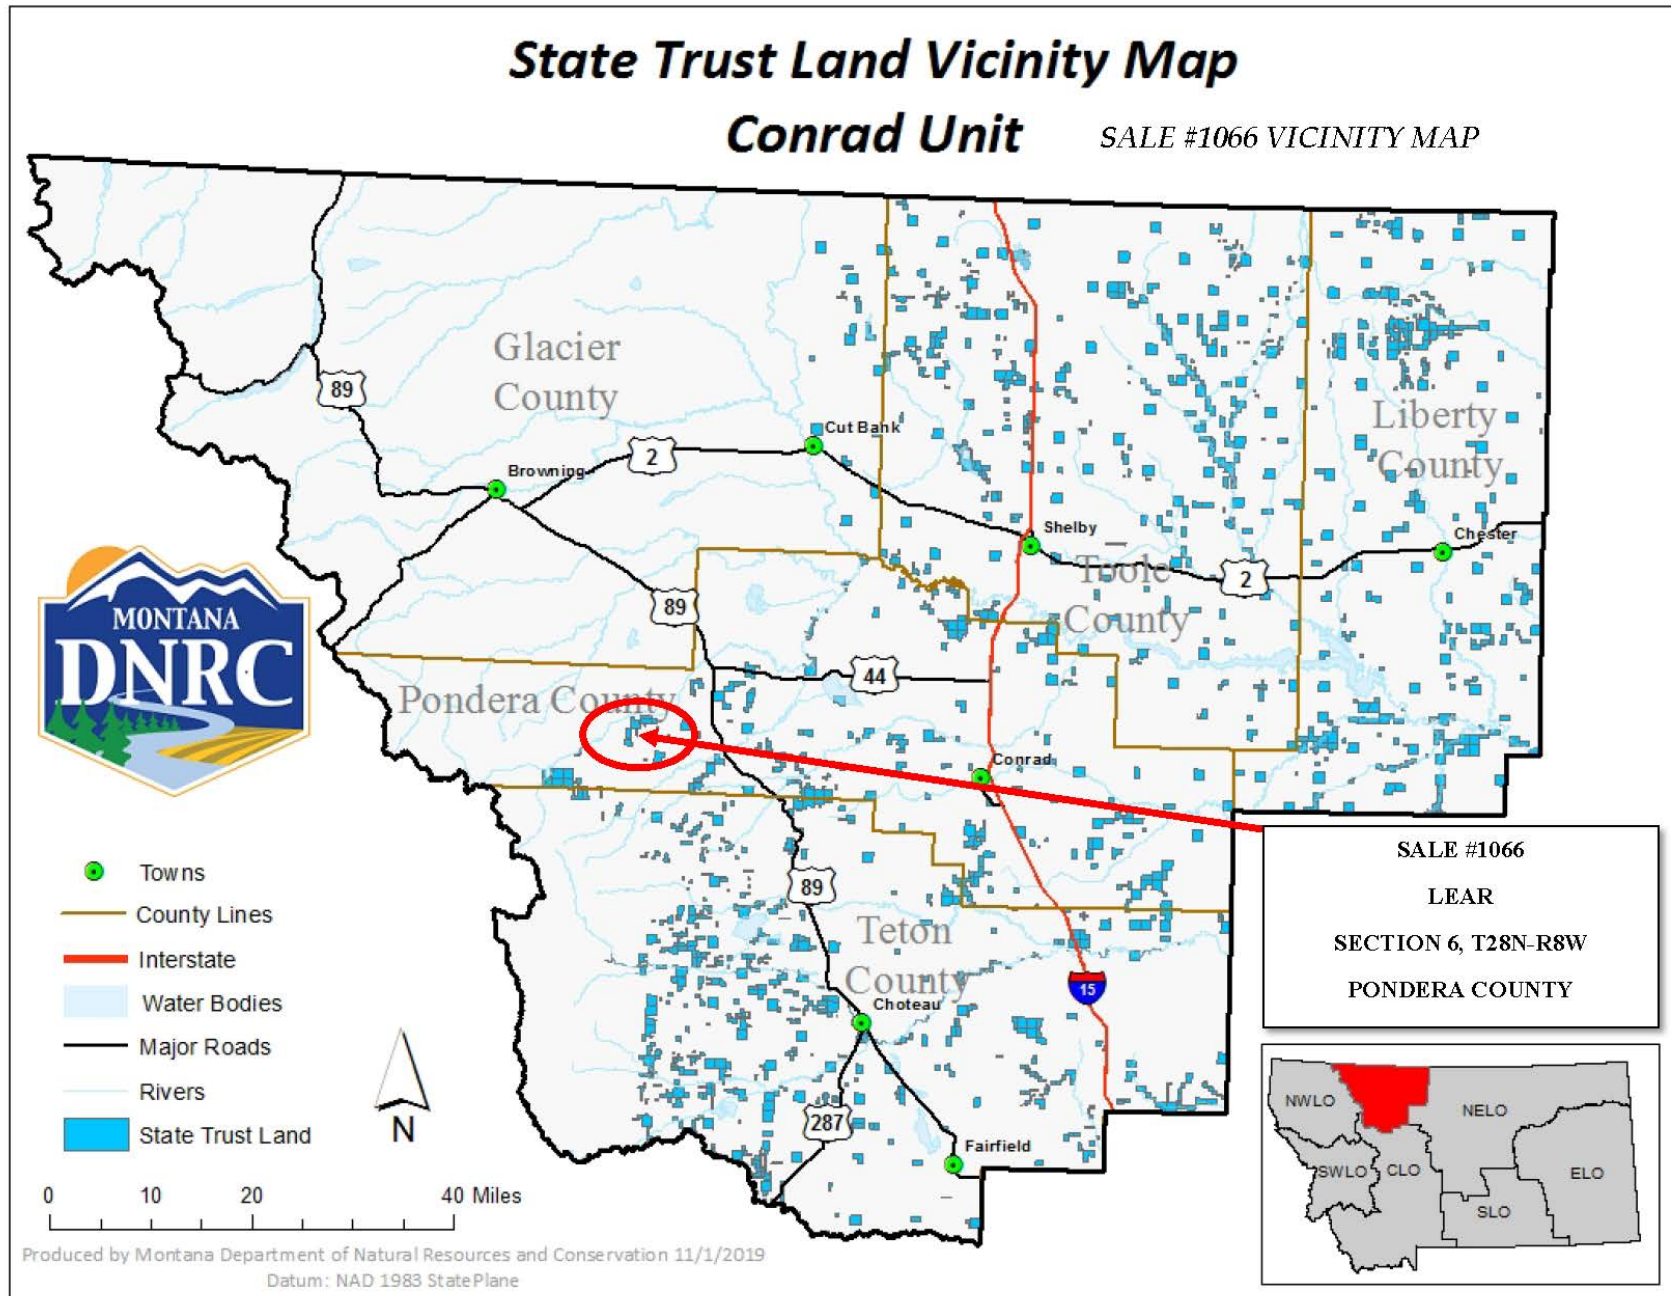 State Trust Land Vicinity Map
Conrad Unit
SALE #1066 VICINITY MAP
Glacier
County
89
Cut Bank
2
Browning
Liberty
County
Shelby
Chester
Toole
County
2
89
MONTANA
DNRC
44
Pondera County
Conrad
89
Teton
County
Choteau
15
287
Fairfield
SALE #1066
LEAR
SECTION 6, T28N-R8W
PONDERA COUNTY
Towns
County Lines
Interstate
Water Bodies
Major Roads
Rivers
State Trust Land
N
0 10 20 40 Miles
NWLO
NELO
SWLO
CLO
ELO
SLO
Produced by Montana Department of Natural Resources and Conservation 11/1/2019
Datum: NAD 1983 StatePlane